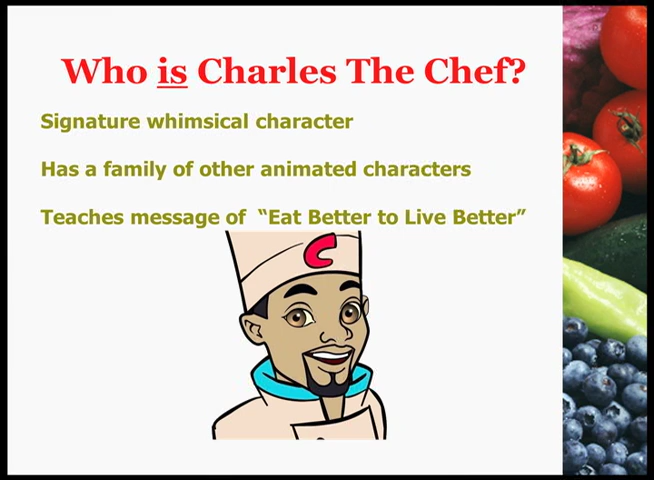 Who is Charles The Chef?
Signature whimsical character
Has a family of other animated characters
Teaches message of “Eat Better to Live Better”
C